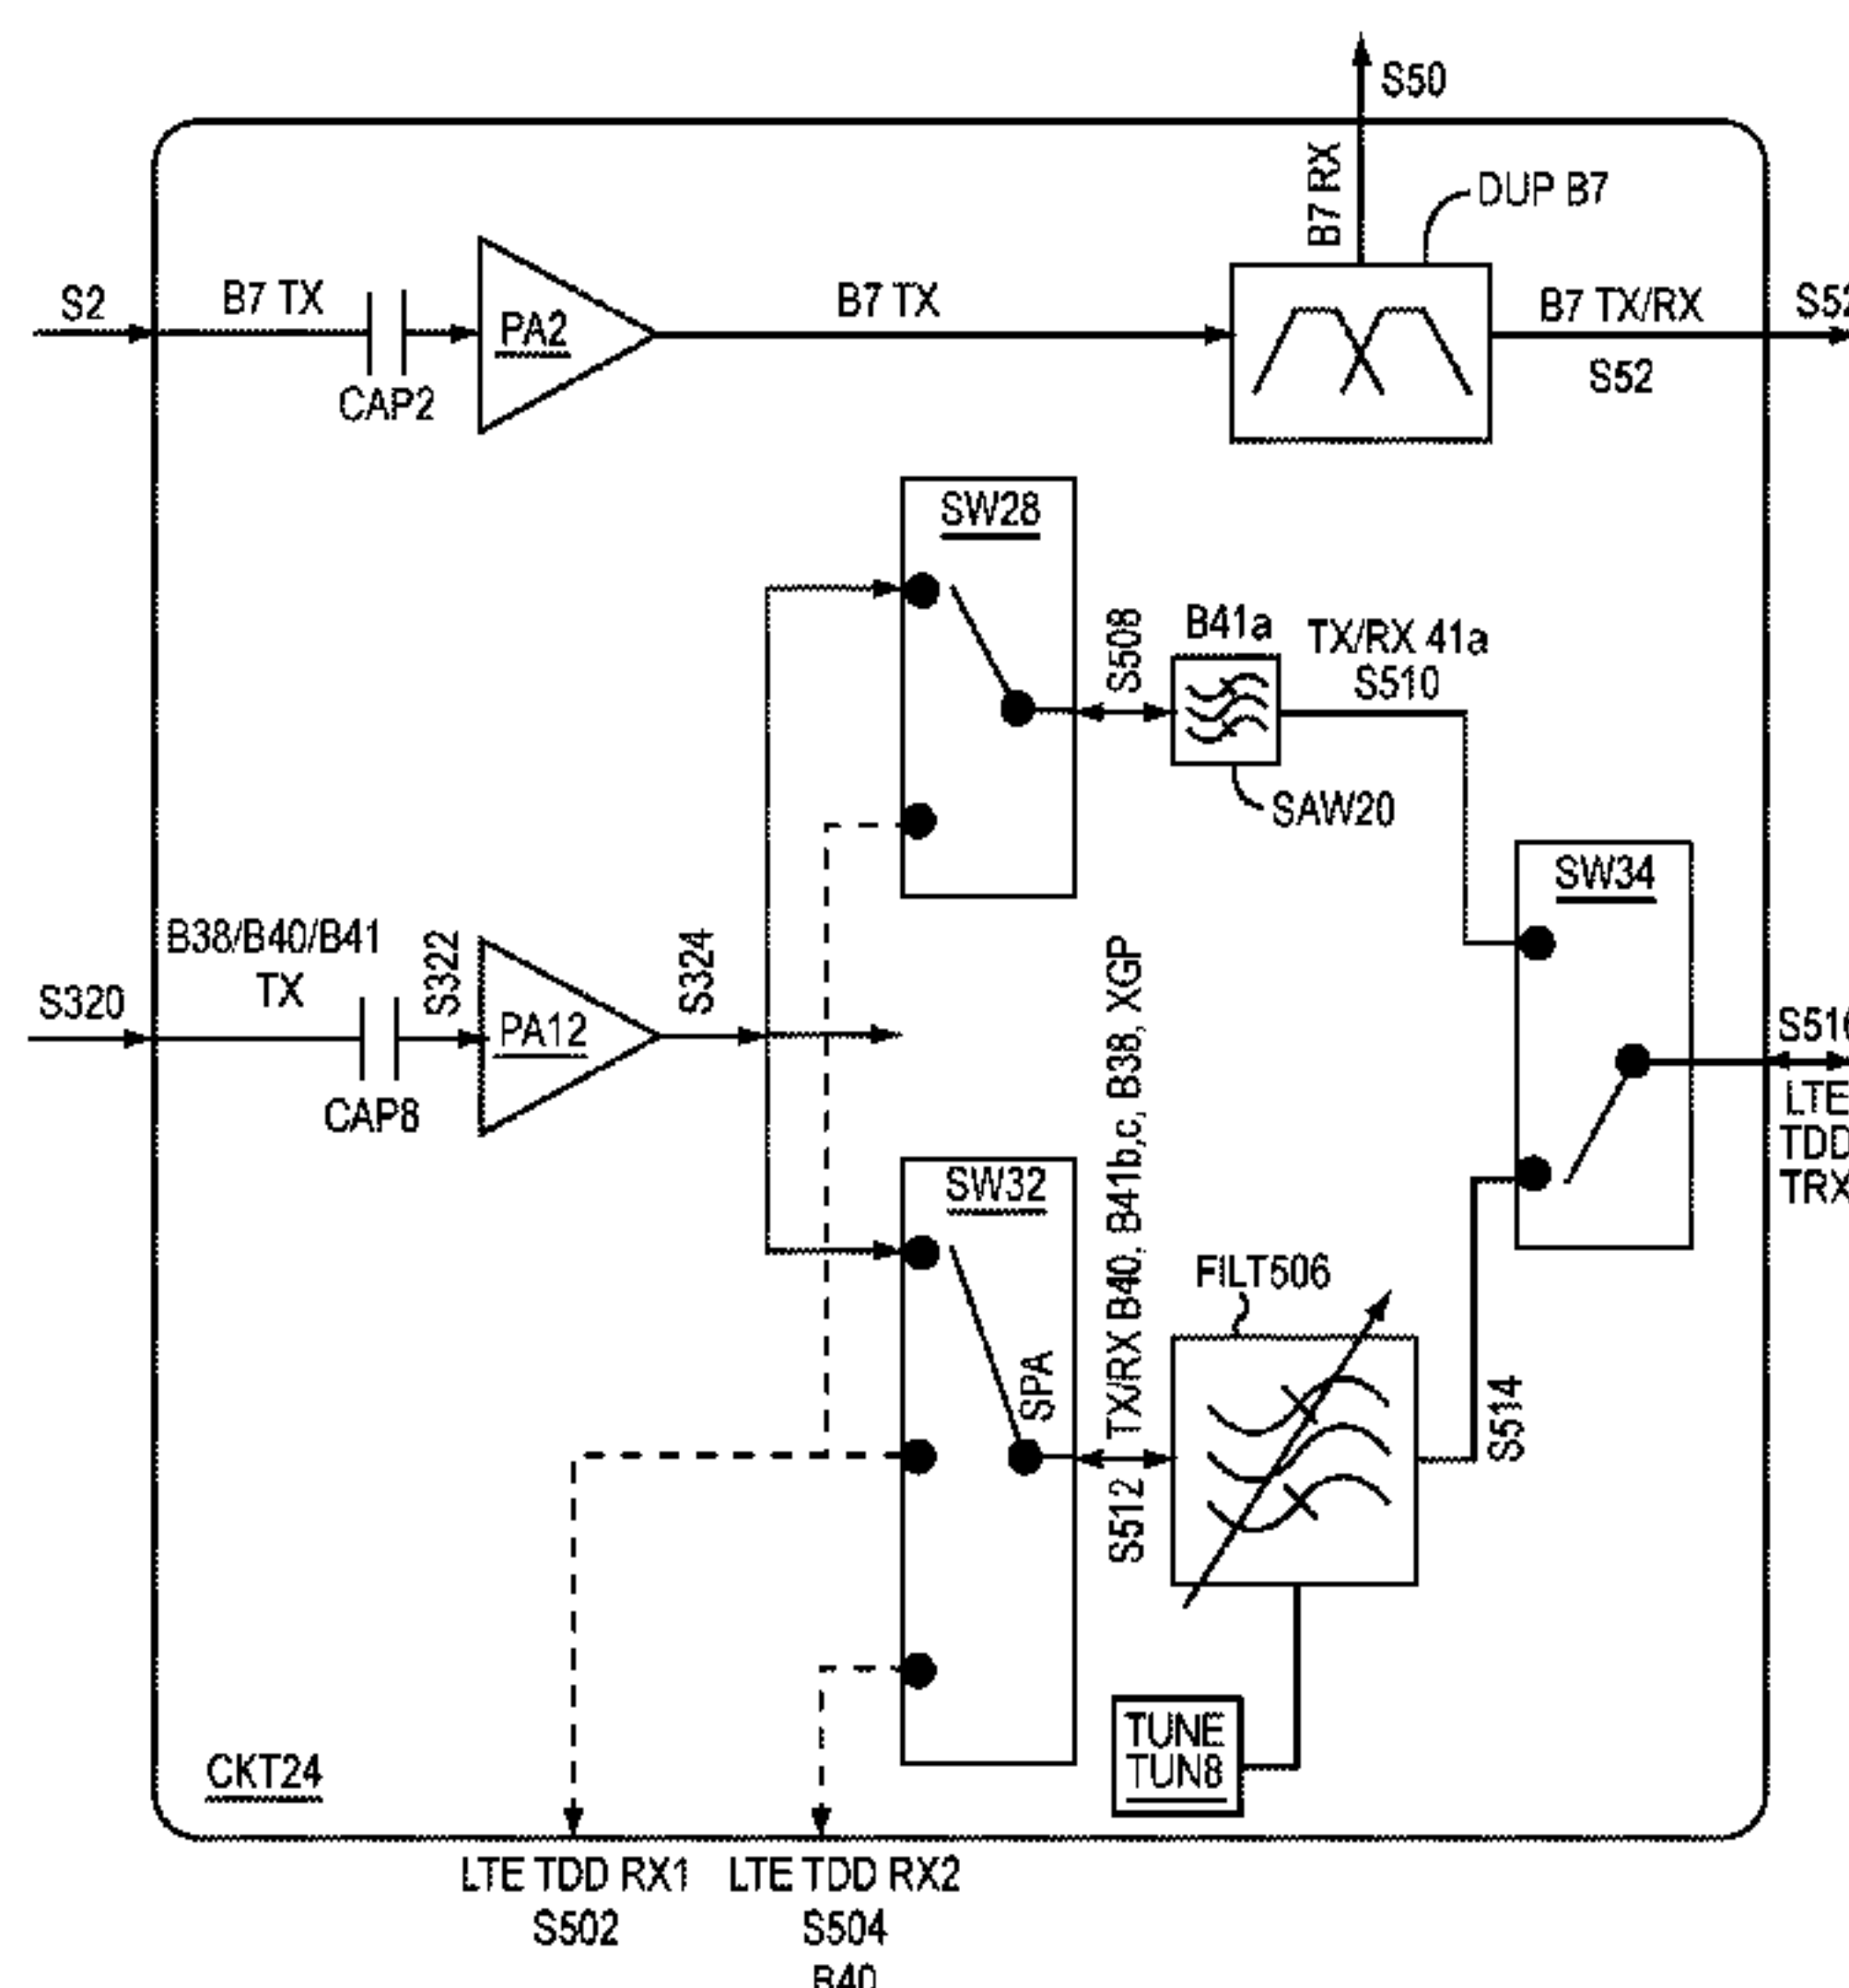 S50
B7 RX
DUP B7
S2
B7 TX
CAP2
PA2
B7 TX
B7 TX/RX
S52
S52
SW28
S508
B41a
TX/RX 41a
S510
SAW20
SW34
B38/B40/B41
TX
S320
S322
CAP8
PA12
S324
TX/RX B40, B41b,c, B38, XGP
S516
LTE
TDD
TRX
SW32
SPA
S512
FILT506
S514
TUNE
TUN8
CKT24
LTE TDD RX1
S502
LTE TDD RX2
S504
B40